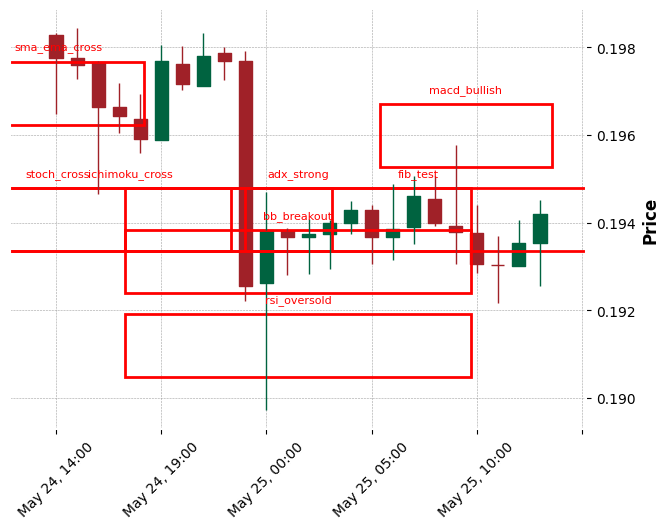 sma_ema_cross
0.198
macd_bullish
0.196
stoch_cross
ichimoku_cross
adx_strong
fib_test
bb_breakout
0.194
Price
rsi_oversold
0.192
0.190
May 24, 14:00
May 24, 19:00
May 25, 00:00
May 25, 05:00
May 25, 10:00